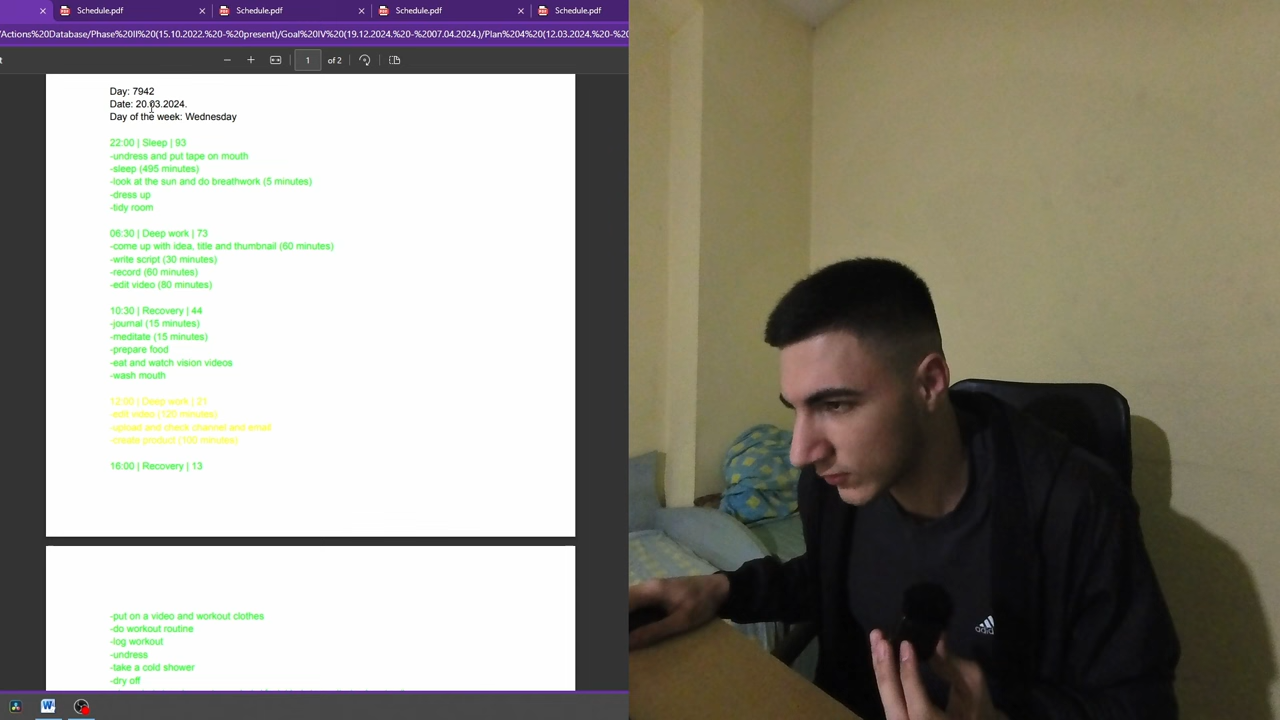 Schedule.pdf
Schedule.pdf
Schedule.pdf
Schedule.pdf
/Actions%20Database/Phase%20II%20(15.10.2022.%20-%20present)/Goal%20IV%20(19.12.2024.%20-%2007.04.2024.)/Plan%204%20(12.03.2024.%20-%20
1 of 2
Day: 7942
Date: 20.03.2024.
Day of the week: Wednesday
22:00 | Sleep | 93
-undress and put tape on mouth
-sleep (495 minutes)
-look at the sun and do breathwork (5 minutes)
-dress up
-tidy room
06:30 | Deep work | 73
-come up with idea, title and thumbnail (60 minutes)
-write script (30 minutes)
-record (60 minutes)
-edit video (80 minutes)
10:30 | Recovery | 44
-journal (15 minutes)
-meditate (15 minutes)
-prepare food
-eat and watch vision videos
-wash mouth
12:00 | Deep work | 21
-edit video (120 minutes)
-upload and check channel and email
-create product (100 minutes)
16:00 | Recovery | 13
-put on a video and workout clothes
-do workout routine
-log workout
-undress
-take a cold shower
-dry off
adidas